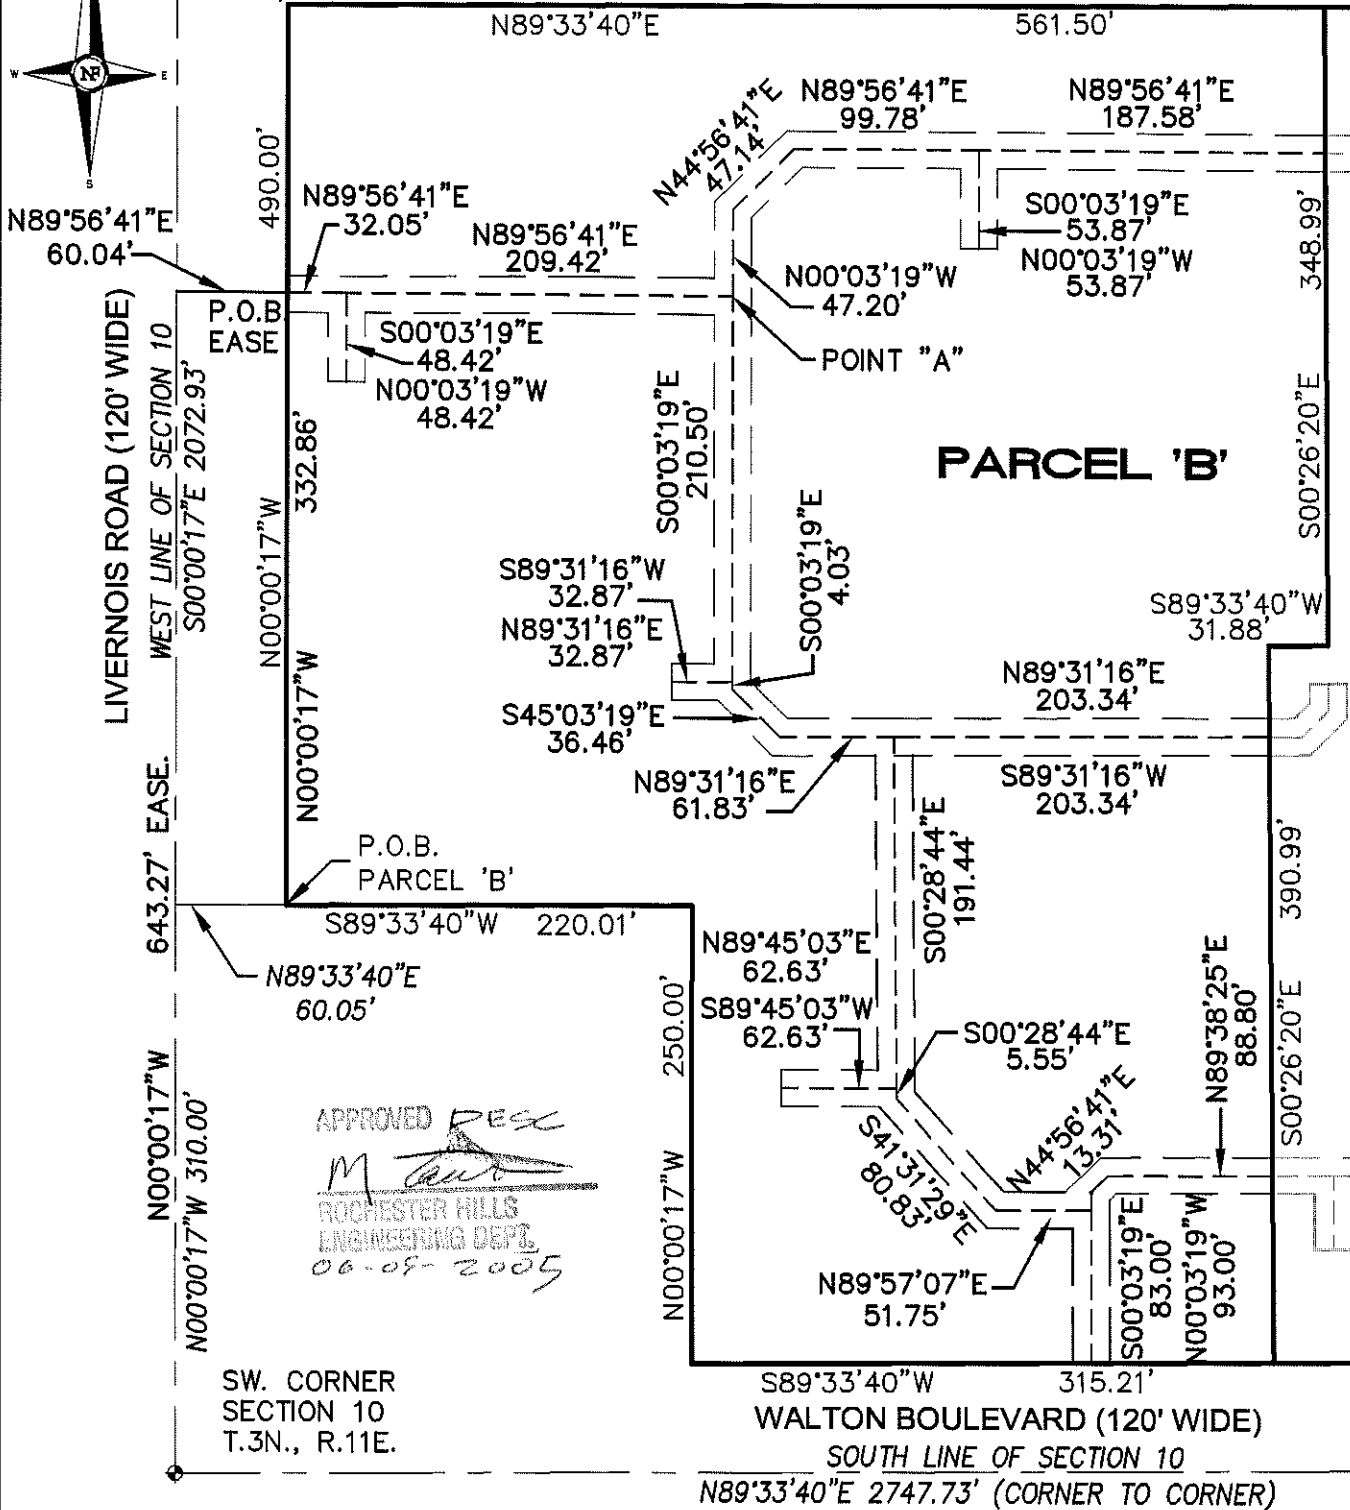 N89°33'40"E 561.50'
W NF E
S
490.00'
N89°56'41"E
60.04'
N89°56'41"E
32.05'
N89°56'41"E
209.42'
N44°56'41"E
47.14'
N89°56'41"E
99.78'
N89°56'41"E
187.58'
S00°03'19"E
53.87'
N00°03'19"W
53.87'
348.99'
S00°26'20"E
N00°03'19"W
47.20'
POINT "A"
P.O.B
EASE
S00°03'19"E
48.42'
N00°03'19"W
48.42'
LIVERNOIS ROAD (120' WIDE)
WEST LINE OF SECTION 10
S00°00'17"E 2072.93'
N00°00'17"W
332.86'
N00°00'17"W
S00°03'19"E
210.50'
PARCEL 'B'
S89°31'16"W
32.87'
N89°31'16"E
32.87'
S00°03'19"E
4.03'
S89°33'40"W
31.88'
S45°03'19"E
36.46'
N89°31'16"E
203.34'
N89°31'16"E
61.83'
S89°31'16"W
203.34'
643.27' EASE.
N00°00'17"W
N00°00'17"W 310.00'
P.O.B.
PARCEL 'B'
S89°33'40"W 220.01'
N89°33'40"E
60.05'
S00°28'44"E
191.44'
390.99'
S00°26'20"E
N89°45'03"E
62.63'
S89°45'03"W
62.63'
250.00'
N00°00'17"W
S00°28'44"E
5.55'
N89°38'25"E
88.80'
S41°31'29"E
80.83'
N44°56'41"E
13.31'
APPROVED DESC
ROCHESTER HILLS
ENGINEERING DEPT.
06-09-2005
N89°57'07"E
51.75'
S00°03'19"E
83.00'
N00°03'19"W
93.00'
SW. CORNER
SECTION 10
T.3N., R.11E.
S89°33'40"W 315.21'
WALTON BOULEVARD (120' WIDE)
SOUTH LINE OF SECTION 10
N89°33'40"E 2747.73' (CORNER TO CORNER)